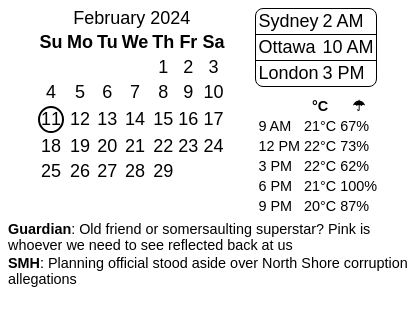 February 2024
Su Mo Tu We Th Fr Sa
1 2 3
4 5 6 7 8 9 10
11 12 13 14 15 16 17
18 19 20 21 22 23 24
25 26 27 28 29
Sydney 2 AM
Ottawa 10 AM
London 3 PM
°C ☂
9 AM 21°C 67%
12 PM 22°C 73%
3 PM 22°C 62%
6 PM 21°C 100%
9 PM 20°C 87%
Guardian: Old friend or somersaulting superstar? Pink is
whoever we need to see reflected back at us
SMH: Planning official stood aside over North Shore corruption
allegations